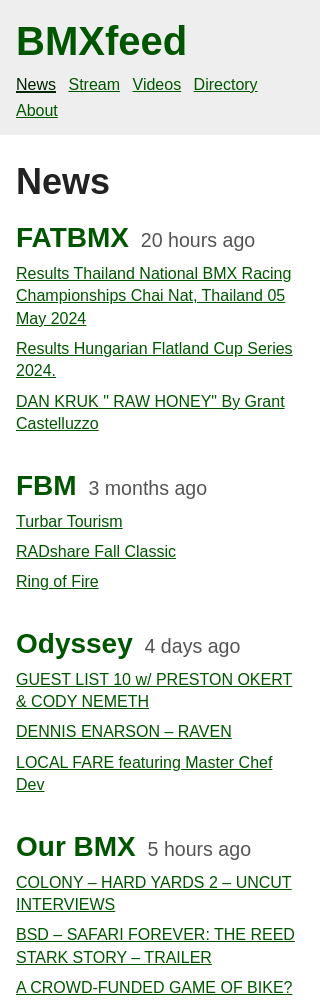 BMXfeed
News Stream Videos Directory
About
News
FATBMX 20 hours ago
Results Thailand National BMX Racing
Championships Chai Nat, Thailand 05
May 2024
Results Hungarian Flatland Cup Series
2024.
DAN KRUK " RAW HONEY" By Grant
Castelluzzo
FBM 3 months ago
Turbar Tourism
RADshare Fall Classic
Ring of Fire
Odyssey 4 days ago
GUEST LIST 10 w/ PRESTON OKERT
& CODY NEMETH
DENNIS ENARSON – RAVEN
LOCAL FARE featuring Master Chef
Dev
Our BMX 5 hours ago
COLONY – HARD YARDS 2 – UNCUT
INTERVIEWS
BSD – SAFARI FOREVER: THE REED
STARK STORY – TRAILER
A CROWD-FUNDED GAME OF BIKE?